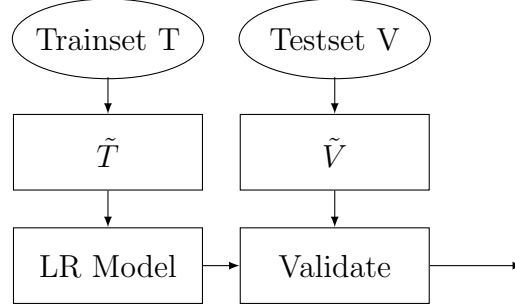 Trainset T
Testset V
T̃
Ṽ
LR Model
Validate